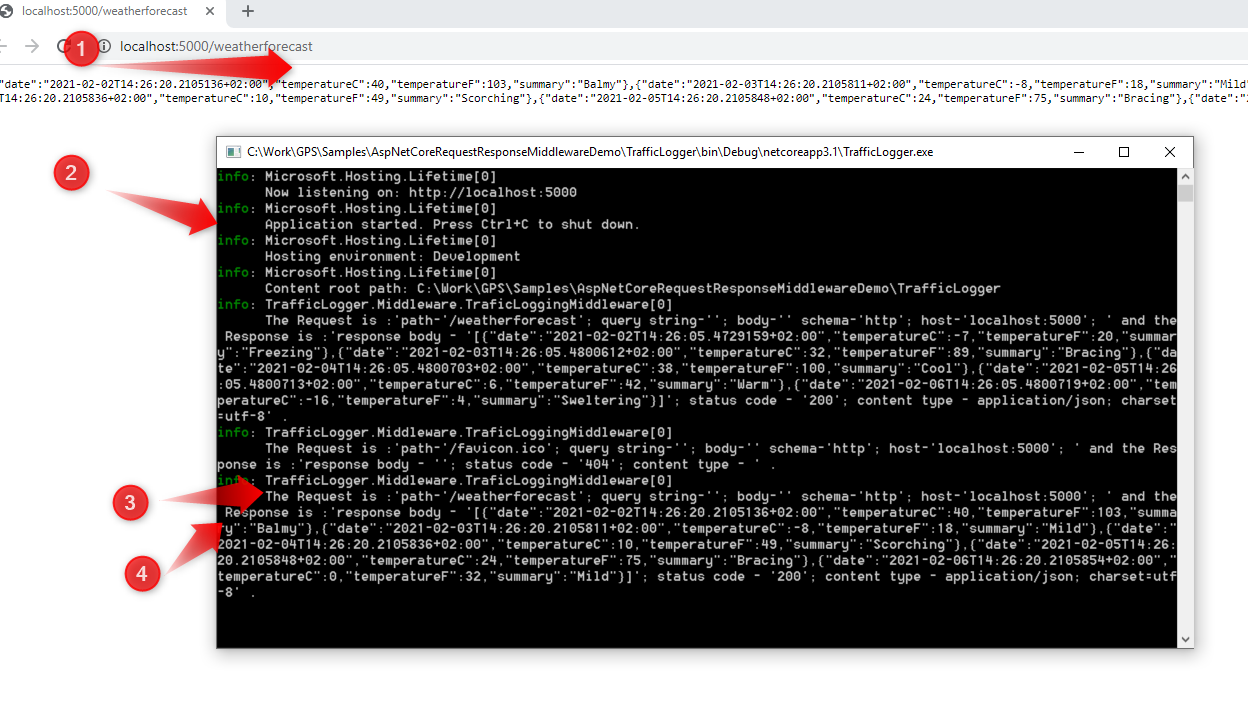 localhost:5000/weatherforecast
1
localhost:5000/weatherforecast
"date":"2021-02-02T14:26:20.2105136+02:00","temperatureC":40,"temperatureF":103,"summary":"Balmy"},{"date":"2021-02-03T14:26:20.2105811+02:00","temperatureC":-8,"temperatureF":18,"summary":"Mild"
T14:26:20.2105836+02:00","temperatureC":10,"temperatureF":49,"summary":"Scorching"},{"date":"2021-02-05T14:26:20.2105848+02:00","temperatureC":24,"temperatureF":75,"summary":"Bracing"},{"date":"2
C:\Work\GPS\Samples\AspNetCoreRequestResponseMiddlewareDemo\TrafficLogger\bin\Debug\netcoreapp3.1\TrafficLogger.exe
2
info: Microsoft.Hosting.Lifetime[0]
Now listening on: http://localhost:5000
info: Microsoft.Hosting.Lifetime[0]
Application started. Press Ctrl+C to shut down.
info: Microsoft.Hosting.Lifetime[0]
Hosting environment: Development
info: Microsoft.Hosting.Lifetime[0]
Content root path: C:\Work\GPS\Samples\AspNetCoreRequestResponseMiddlewareDemo\TrafficLogger
info: TrafficLogger.Middleware.TraficLoggingMiddleware[0]
The Request is :'path-'/weatherforecast'; query string-''; body-'' schema-'http'; host-'localhost:5000'; ' and the
Response is :'response body - '[{"date":"2021-02-02T14:26:05.4729159+02:00","temperatureC":-7,"temperatureF":20,"summar
y":"Freezing"},{"date":"2021-02-03T14:26:05.4800612+02:00","temperatureC":32,"temperatureF":89,"summary":"Bracing"},{"da
te":"2021-02-04T14:26:05.4800703+02:00","temperatureC":38,"temperatureF":100,"summary":"Cool"},{"date":"2021-02-05T14:26
:05.4800713+02:00","temperatureC":6,"temperatureF":42,"summary":"Warm"},{"date":"2021-02-06T14:26:05.4800719+02:00","tem
peratureC":-16,"temperatureF":4,"summary":"Sweltering"}]'; status code - '200'; content type - application/json; charset
=utf-8' .
info: TrafficLogger.Middleware.TraficLoggingMiddleware[0]
The Request is :'path-'/favicon.ico'; query string-''; body-'' schema-'http'; host-'localhost:5000'; ' and the Res
ponse is :'response body - ''; status code - '404'; content type - ' .
info: TrafficLogger.Middleware.TraficLoggingMiddleware[0]
3
The Request is :'path-'/weatherforecast'; query string-''; body-'' schema-'http'; host-'localhost:5000'; ' and the
Response is :'response body - '[{"date":"2021-02-02T14:26:20.2105136+02:00","temperatureC":40,"temperatureF":103,"summa
ry":"Balmy"},{"date":"2021-02-03T14:26:20.2105811+02:00","temperatureC":-8,"temperatureF":18,"summary":"Mild"},{"date":"
2021-02-04T14:26:20.2105836+02:00","temperatureC":10,"temperatureF":49,"summary":"Scorching"},{"date":"2021-02-05T14:26:
20.2105848+02:00","temperatureC":24,"temperatureF":75,"summary":"Bracing"},{"date":"2021-02-06T14:26:20.2105854+02:00","
4
temperatureC":0,"temperatureF":32,"summary":"Mild"}]'; status code - '200'; content type - application/json; charset=utf
-8' .